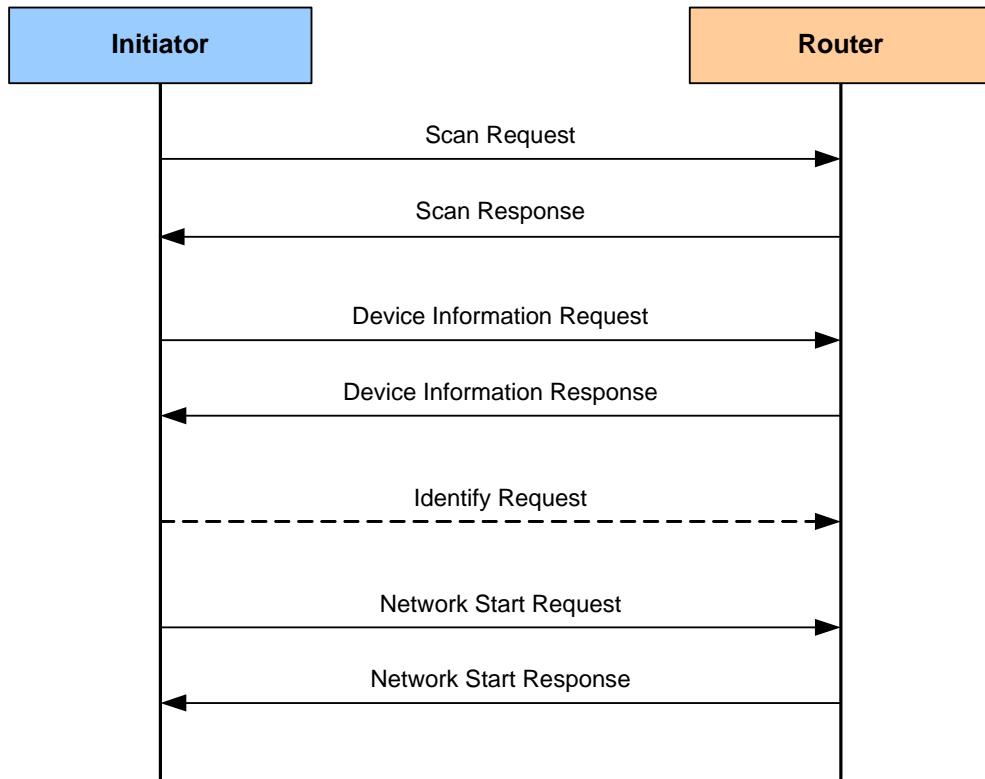 Initiator
Router
Scan Request
Scan Response
Device Information Request
Device Information Response
Identify Request
Network Start Request
Network Start Response